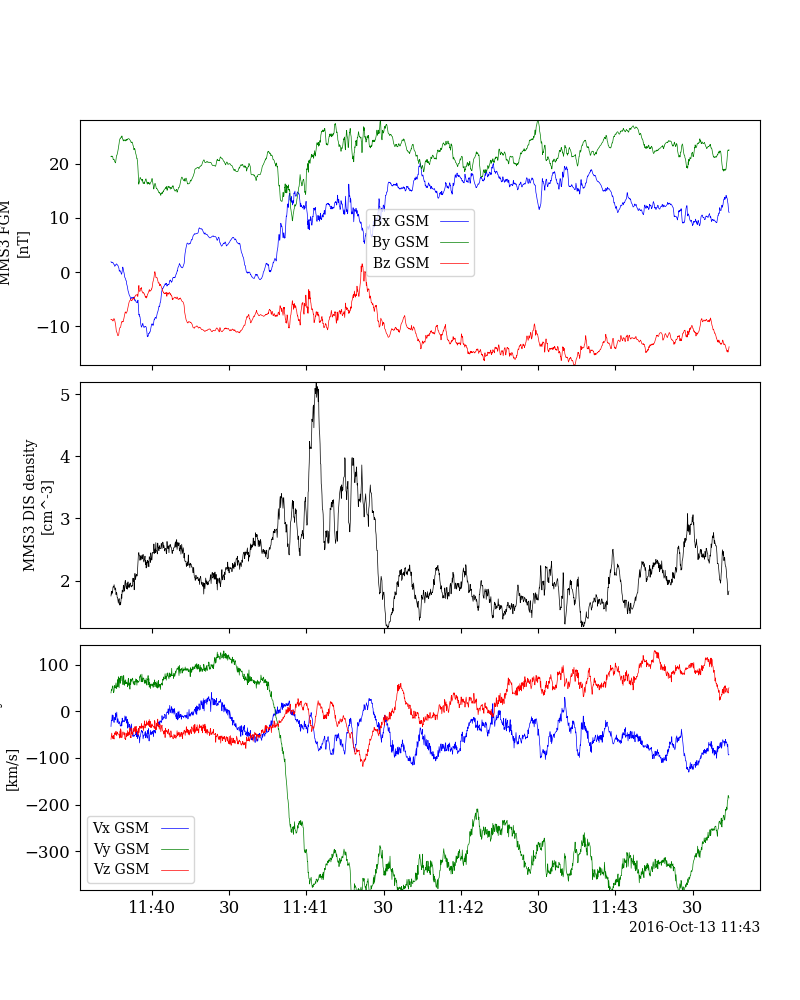 20
10
0
−10
MMS3 FGM
[nT]
Bx GSM
By GSM
Bz GSM
5
4
3
2
MMS3 DIS density
[cm^-3]
100
0
−100
−200
−300
[km/s]
Vx GSM
Vy GSM
Vz GSM
11:40 30 11:41 30 11:42 30 11:43 30
2016-Oct-13 11:43